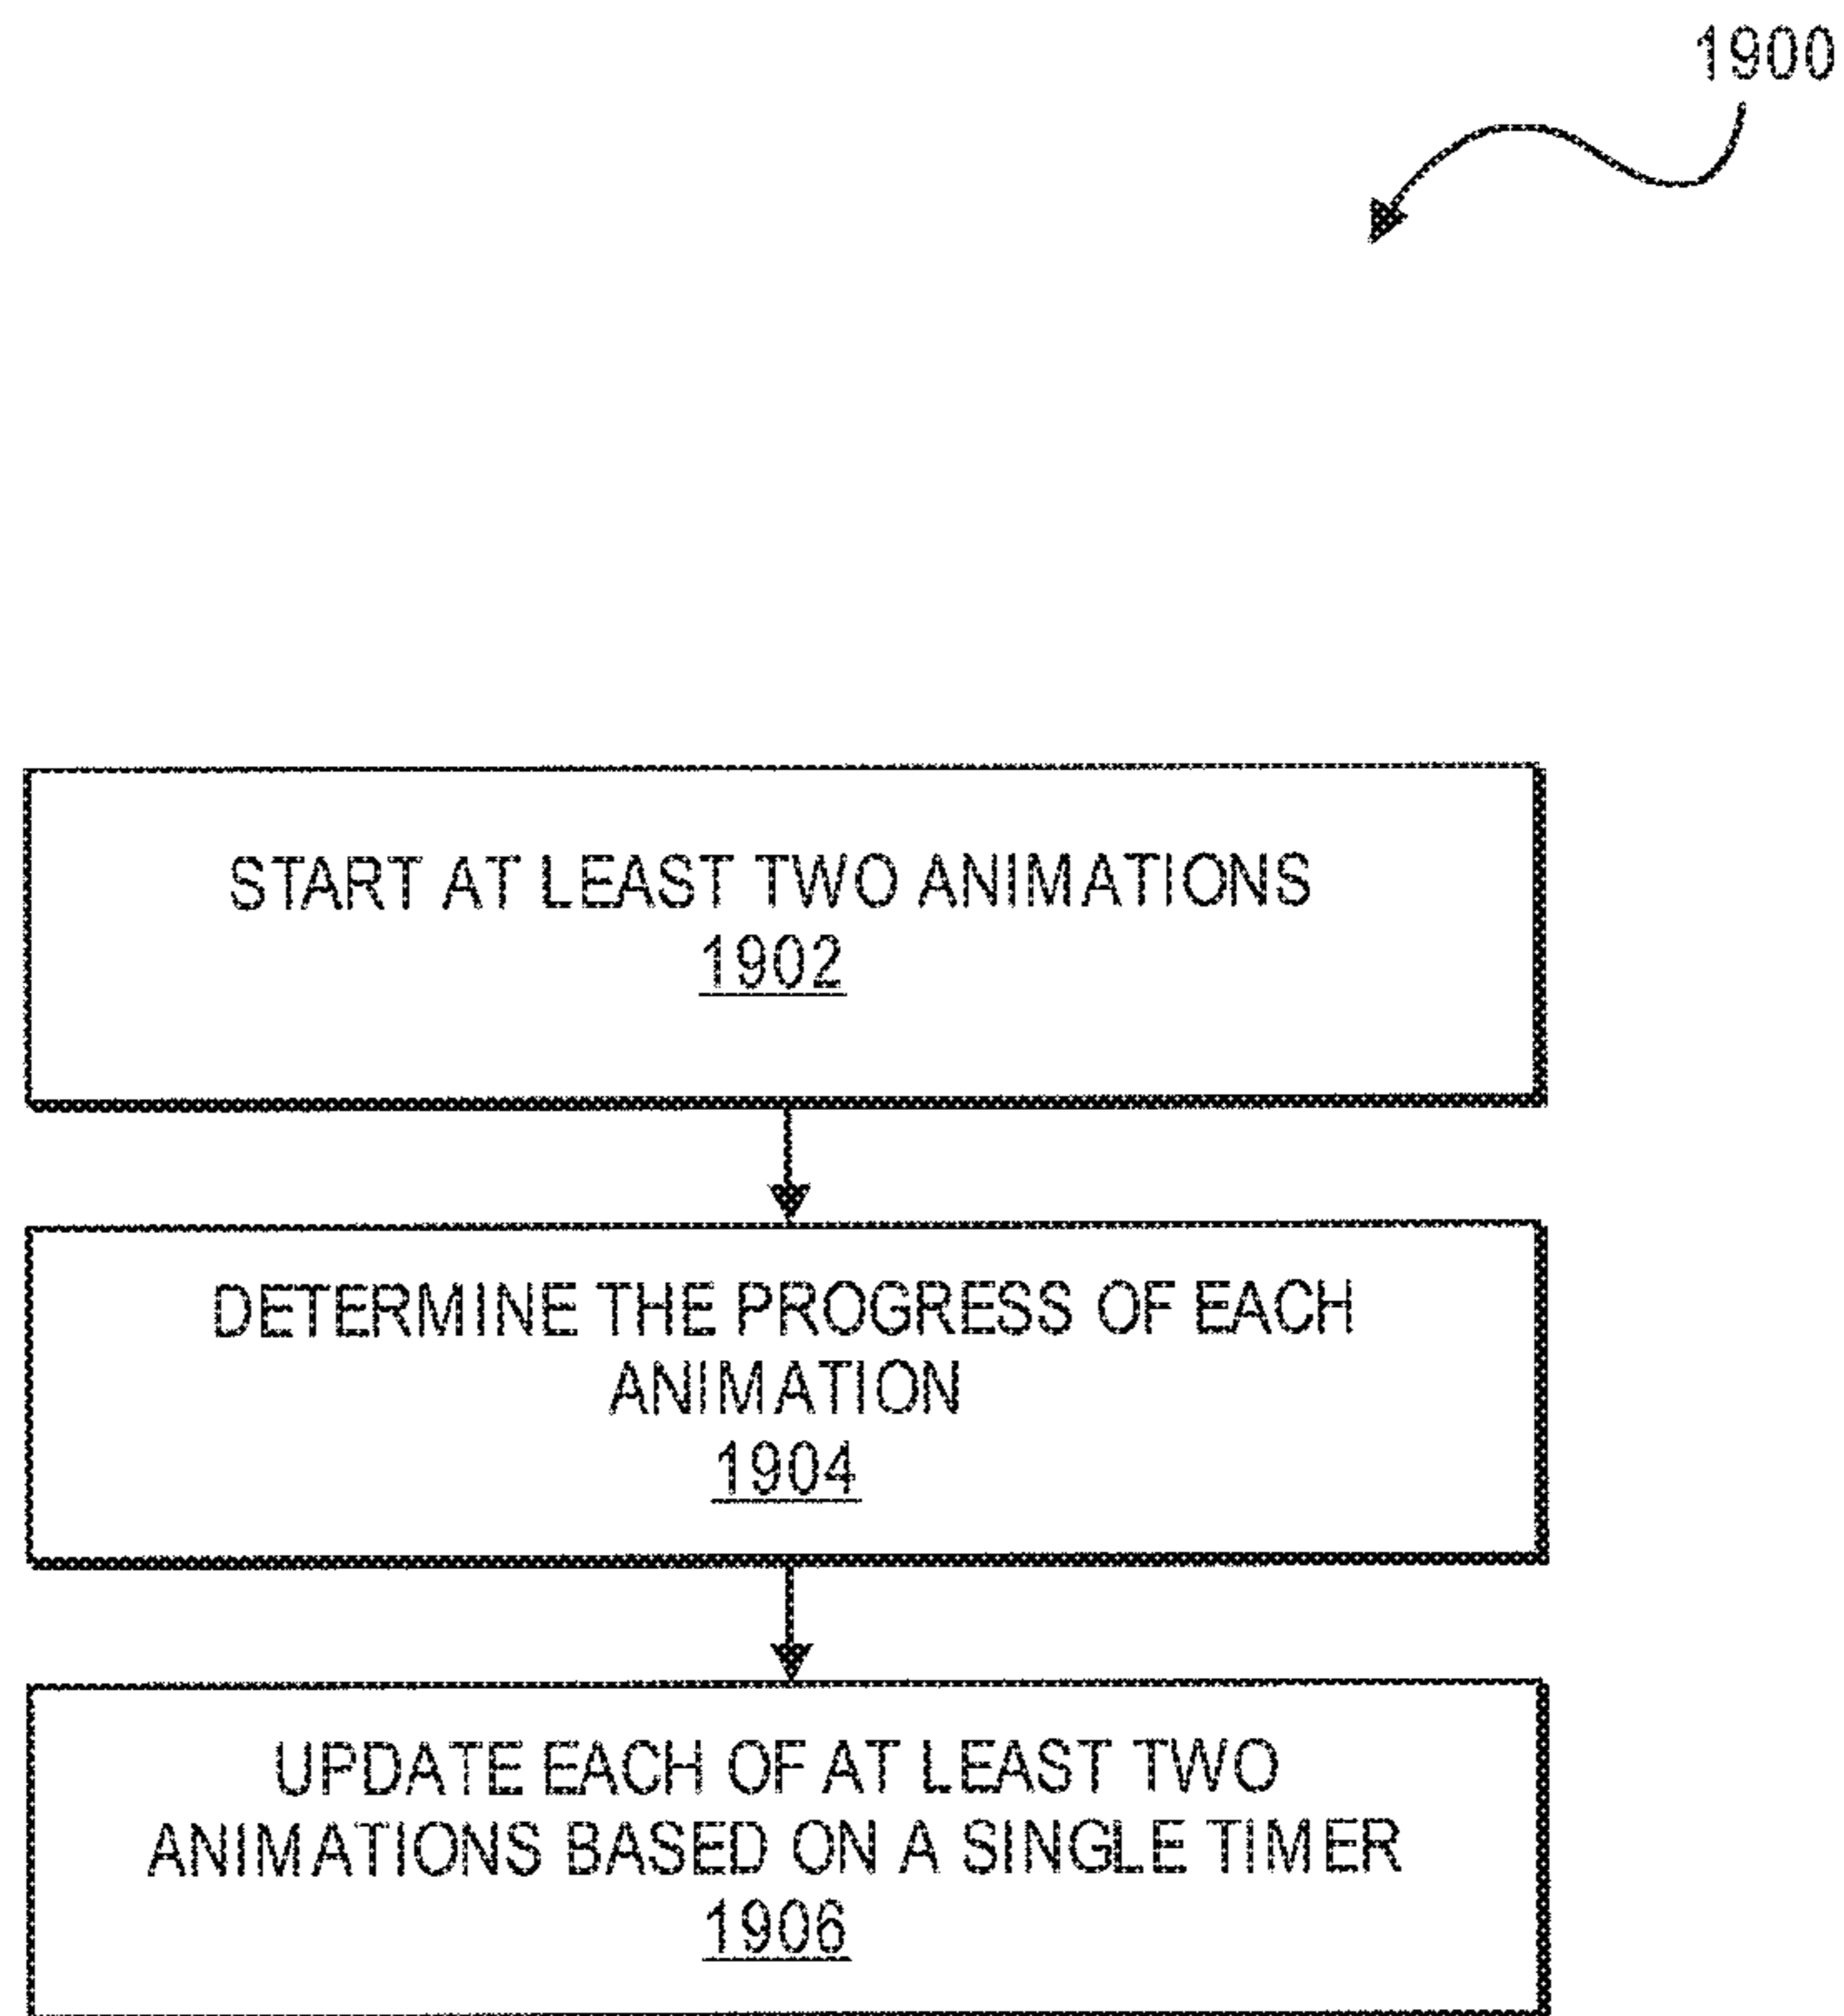 1900
START AT LEAST TWO ANIMATIONS
1902
DETERMINE THE PROGRESS OF EACH
ANIMATION
1904
UPDATE EACH OF AT LEAST TWO
ANIMATIONS BASED ON A SINGLE TIMER
1906